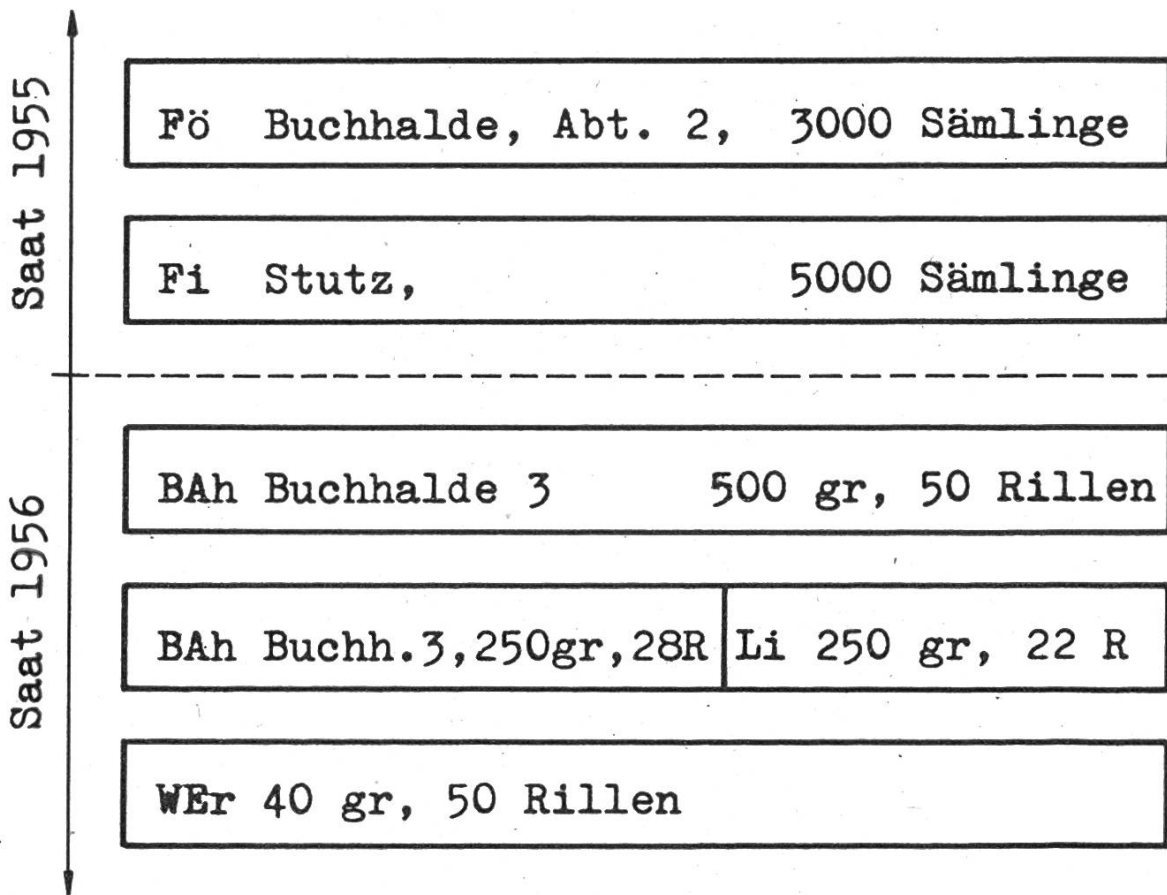 Saat 1955
Fö Buchhalde, Abt. 2, 3000 Sämlinge
Fi Stutz, 5000 Sämlinge
Saat 1956
BAh Buchhalde 3 500 gr, 50 Rillen
BAh Buchh.3,250gr,28R Li 250 gr, 22 R
WEr 40 gr, 50 Rillen